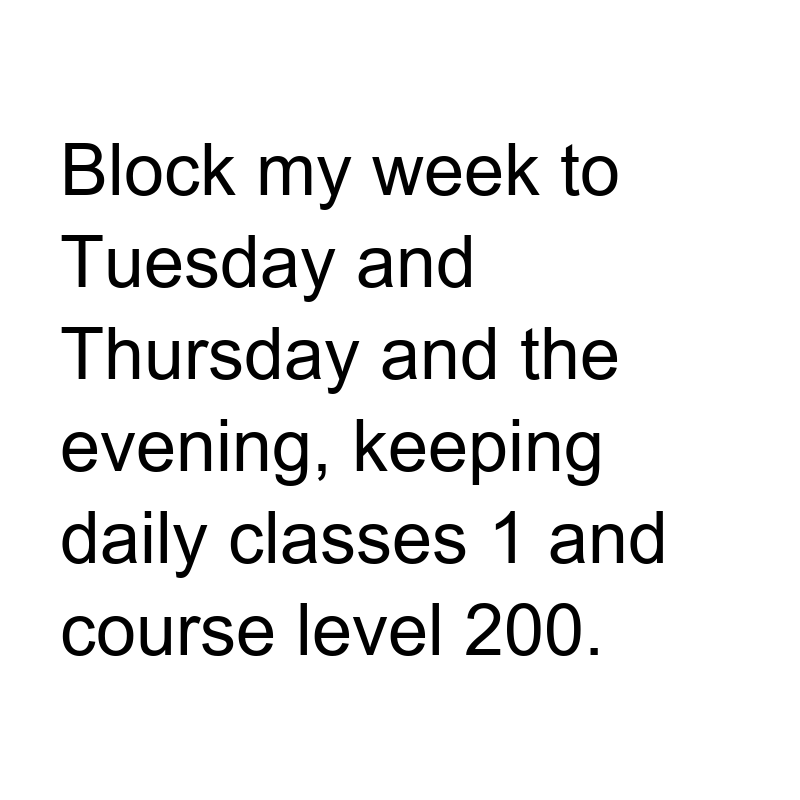 Block my week to
Tuesday and
Thursday and the
evening, keeping
daily classes 1 and
course level 200.